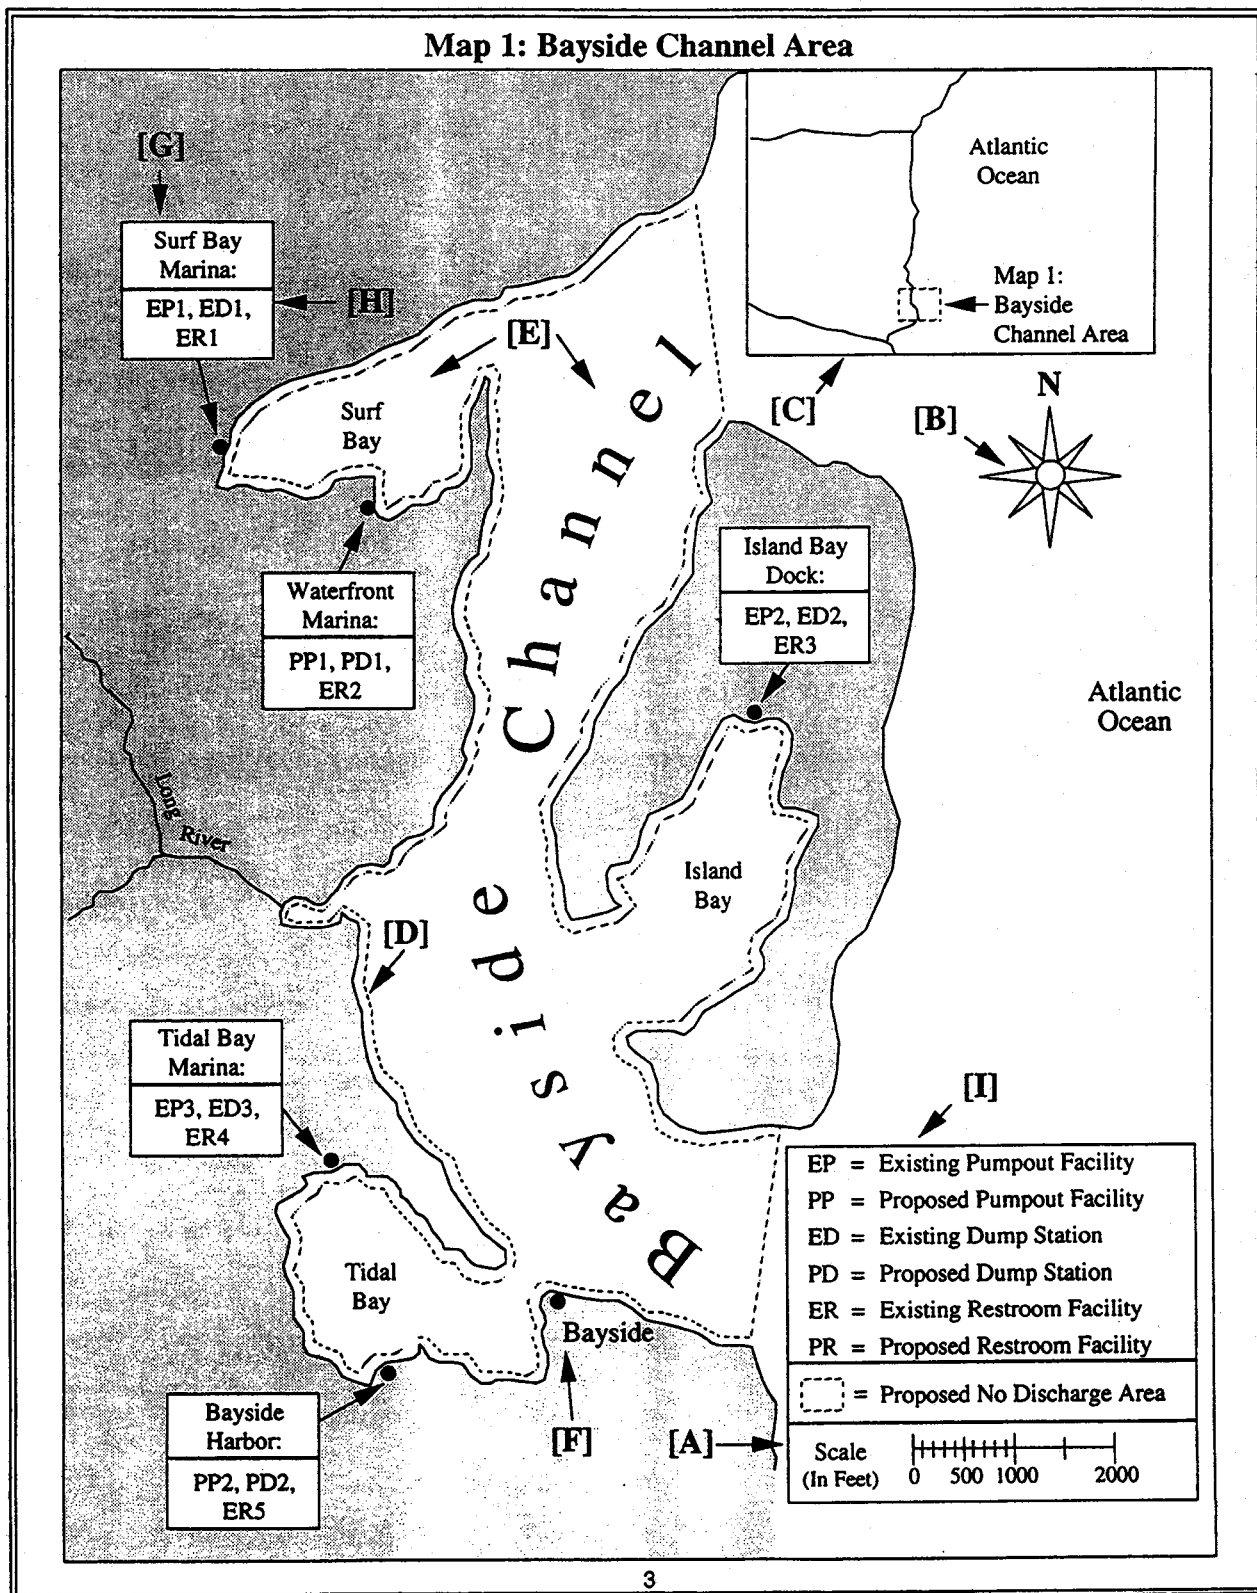 Map 1: Bayside Channel Area
[G]
Surf Bay
Marina:
EP1, ED1,
ER1
[H]
[E]
Surf
Bay
Waterfront
Marina:
PP1, PD1,
ER2
Atlantic
Ocean
Map 1:
Bayside
Channel Area
[C]
[B]
N
Island Bay
Dock:
EP2, ED2,
ER3
Atlantic
Ocean
Long
River
Island
Bay
Bayside Channel
[D]
Tidal Bay
Marina:
EP3, ED3,
ER4
Tidal
Bay
Bayside
[F]
Bayside
Harbor:
PP2, PD2,
ER5
[I]
EP = Existing Pumpout Facility
PP = Proposed Pumpout Facility
ED = Existing Dump Station
PD = Proposed Dump Station
ER = Existing Restroom Facility
PR = Proposed Restroom Facility
= Proposed No Discharge Area
[A]
Scale
(In Feet)
0 500 1000 2000
3